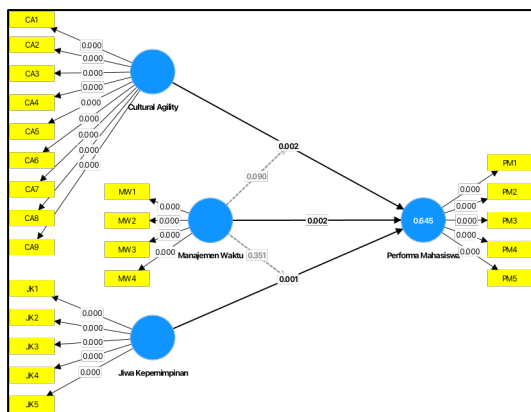 CA1
CA2
CA3
CA4
CA5
CA6
CA7
CA8
CA9
0.000
0.000
0.000
0.000
0.000
0.000
0.000
0.000
0.000
Cultural Agility
0.002
0.090
MW1
MW2
MW3
MW4
0.000
0.000
0.000
0.000
Manajemen Waktu
0.002
0.351
0.001
JK1
JK2
JK3
JK4
JK5
0.000
0.000
0.000
0.000
0.000
Jiwa Kepemimpinan
0.645
Performa Mahasiswa
0.000
0.000
0.000
0.000
0.000
PM1
PM2
PM3
PM4
PM5